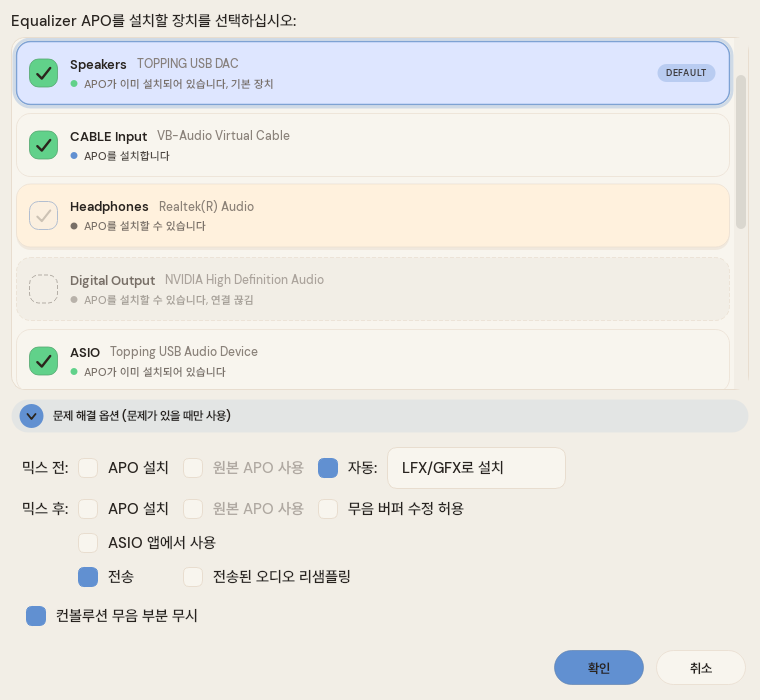 Equalizer APO를 설치할 장치를 선택하십시오:
Speakers TOPPING USB DAC
APO가 이미 설치되어 있습니다, 기본 장치
DEFAULT
CABLE Input VB-Audio Virtual Cable
APO를 설치합니다
Headphones Realtek(R) Audio
APO를 설치할 수 있습니다
Digital Output NVIDIA High Definition Audio
APO를 설치할 수 있습니다, 연결 끊김
ASIO Topping USB Audio Device
APO가 이미 설치되어 있습니다
문제 해결 옵션 (문제가 있을 때만 사용)
믹스 전: APO 설치 원본 APO 사용 자동: LFX/GFX로 설치
믹스 후: APO 설치 원본 APO 사용 무음 버퍼 수정 허용
ASIO 앱에서 사용
전송 전송된 오디오 리샘플링
컨볼루션 무음 부분 무시
확인 취소